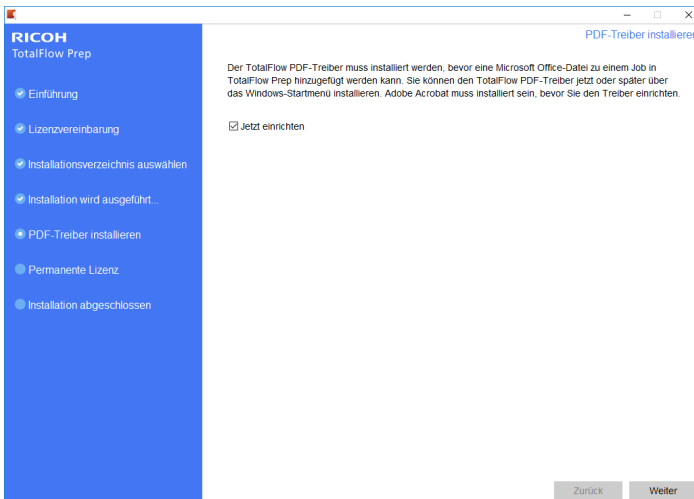 RICOH
TotalFlow Prep
Einführung
Lizenzvereinbarung
Installationsverzeichnis auswählen
Installation wird ausgeführt...
PDF-Treiber installieren
Permanente Lizenz
Installation abgeschlossen
PDF-Treiber installieren
Der TotalFlow PDF-Treiber muss installiert werden, bevor eine Microsoft Office-Datei zu einem Job in
TotalFlow Prep hinzugefügt werden kann. Sie können den TotalFlow PDF-Treiber jetzt oder später über
das Windows-Startmenü installieren. Adobe Acrobat muss installiert sein, bevor Sie den Treiber einrichten.
Jetzt einrichten
Zurück
Weiter